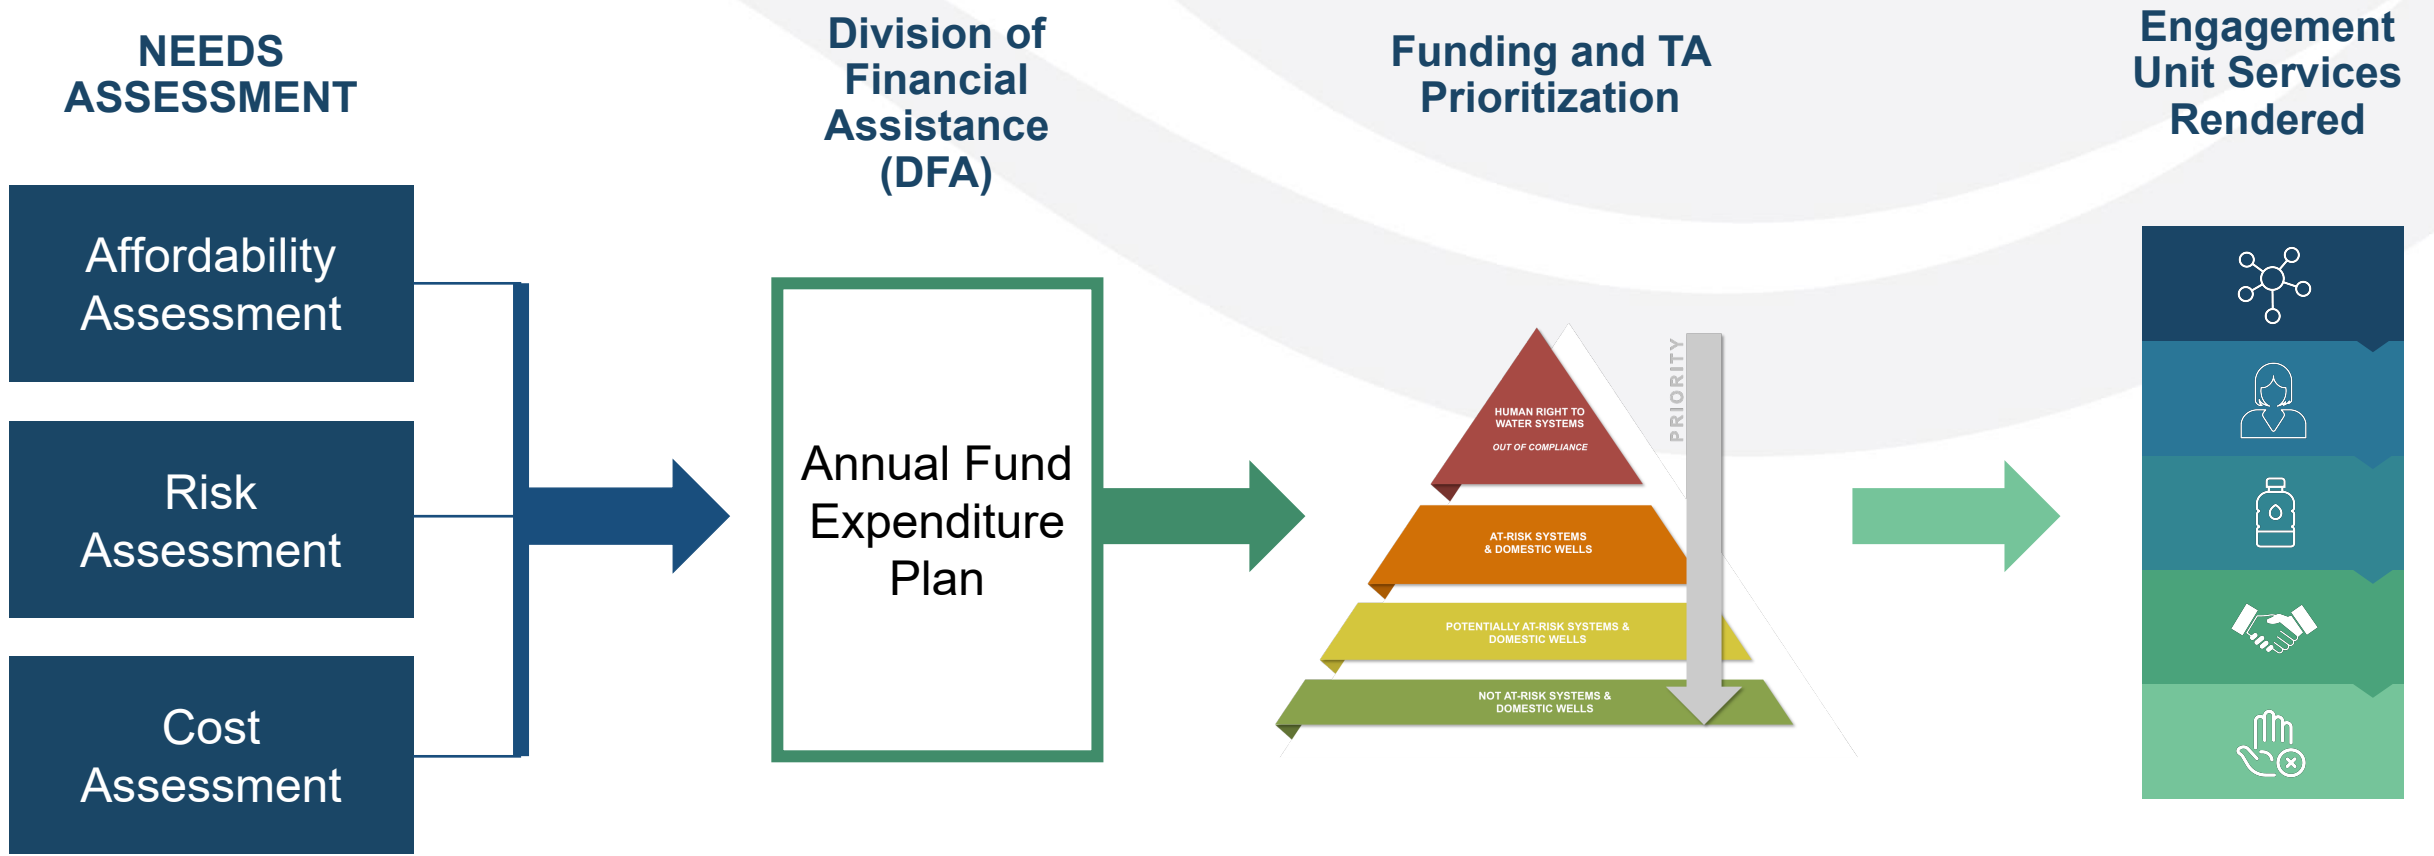 NEEDS
ASSESSMENT
Affordability
Assessment
Risk
Assessment
Cost
Assessment
Division of
Financial
Assistance
(DFA)
Annual Fund
Expenditure
Plan
Funding and TA
Prioritization
PRIORITY
HUMAN RIGHT TO
WATER SYSTEMS
OUT OF COMPLIANCE
AT-RISK SYSTEMS
& DOMESTIC WELLS
POTENTIALLY AT-RISK SYSTEMS &
DOMESTIC WELLS
NOT AT-RISK SYSTEMS &
DOMESTIC WELLS
Engagement
Unit Services
Rendered